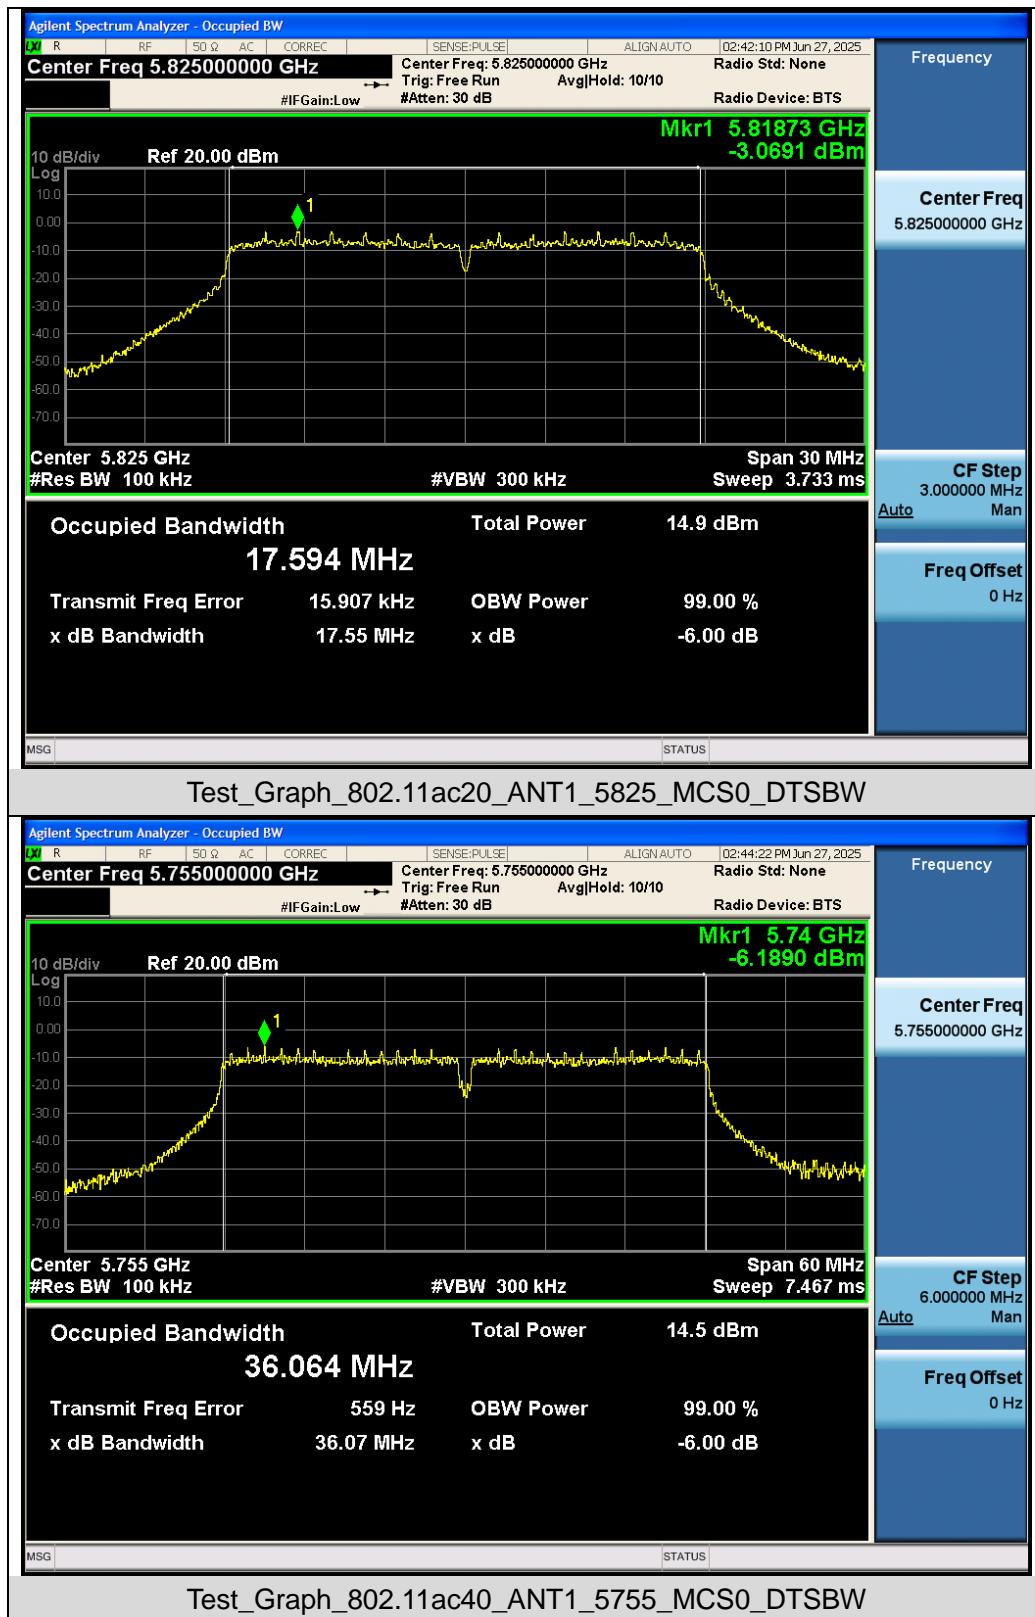 Agilent Spectrum Analyzer - Occupied BW
LXI R RF 50 Ω AC CORREC SENSE:PULSE ALIGN AUTO 02:42:10 PM Jun 27, 2025
Center Freq 5.825000000 GHz
Center Freq: 5.825000000 GHz Radio Std: None
Trig: Free Run Avg|Hold: 10/10
#IFGain:Low #Atten: 30 dB Radio Device: BTS
Frequency
Mkr1 5.81873 GHz
-3.0691 dBm
10 dB/div Ref 20.00 dBm
Log
10.0
0.00
-10.0
-20.0
-30.0
-40.0
-50.0
-60.0
-70.0
1
Center 5.825 GHz Span 30 MHz
#Res BW 100 kHz #VBW 300 kHz Sweep 3.733 ms
Center Freq
5.825000000 GHz
CF Step
3.000000 MHz
Auto Man
Freq Offset
0 Hz
Occupied Bandwidth Total Power 14.9 dBm
17.594 MHz
Transmit Freq Error 15.907 kHz OBW Power 99.00 %
x dB Bandwidth 17.55 MHz x dB -6.00 dB
MSG STATUS
Test_Graph_802.11ac20_ANT1_5825_MCS0_DTSBW
Agilent Spectrum Analyzer - Occupied BW
LXI R RF 50 Ω AC CORREC SENSE:PULSE ALIGN AUTO 02:44:22 PM Jun 27, 2025
Center Freq 5.755000000 GHz
Center Freq: 5.755000000 GHz Radio Std: None
Trig: Free Run Avg|Hold: 10/10
#IFGain:Low #Atten: 30 dB Radio Device: BTS
Frequency
Mkr1 5.74 GHz
-6.1890 dBm
10 dB/div Ref 20.00 dBm
Log
10.0
0.00
-10.0
-20.0
-30.0
-40.0
-50.0
-60.0
-70.0
1
Center 5.755 GHz Span 60 MHz
#Res BW 100 kHz #VBW 300 kHz Sweep 7.467 ms
Center Freq
5.755000000 GHz
CF Step
6.000000 MHz
Auto Man
Freq Offset
0 Hz
Occupied Bandwidth Total Power 14.5 dBm
36.064 MHz
Transmit Freq Error 559 Hz OBW Power 99.00 %
x dB Bandwidth 36.07 MHz x dB -6.00 dB
MSG STATUS
Test_Graph_802.11ac40_ANT1_5755_MCS0_DTSBW